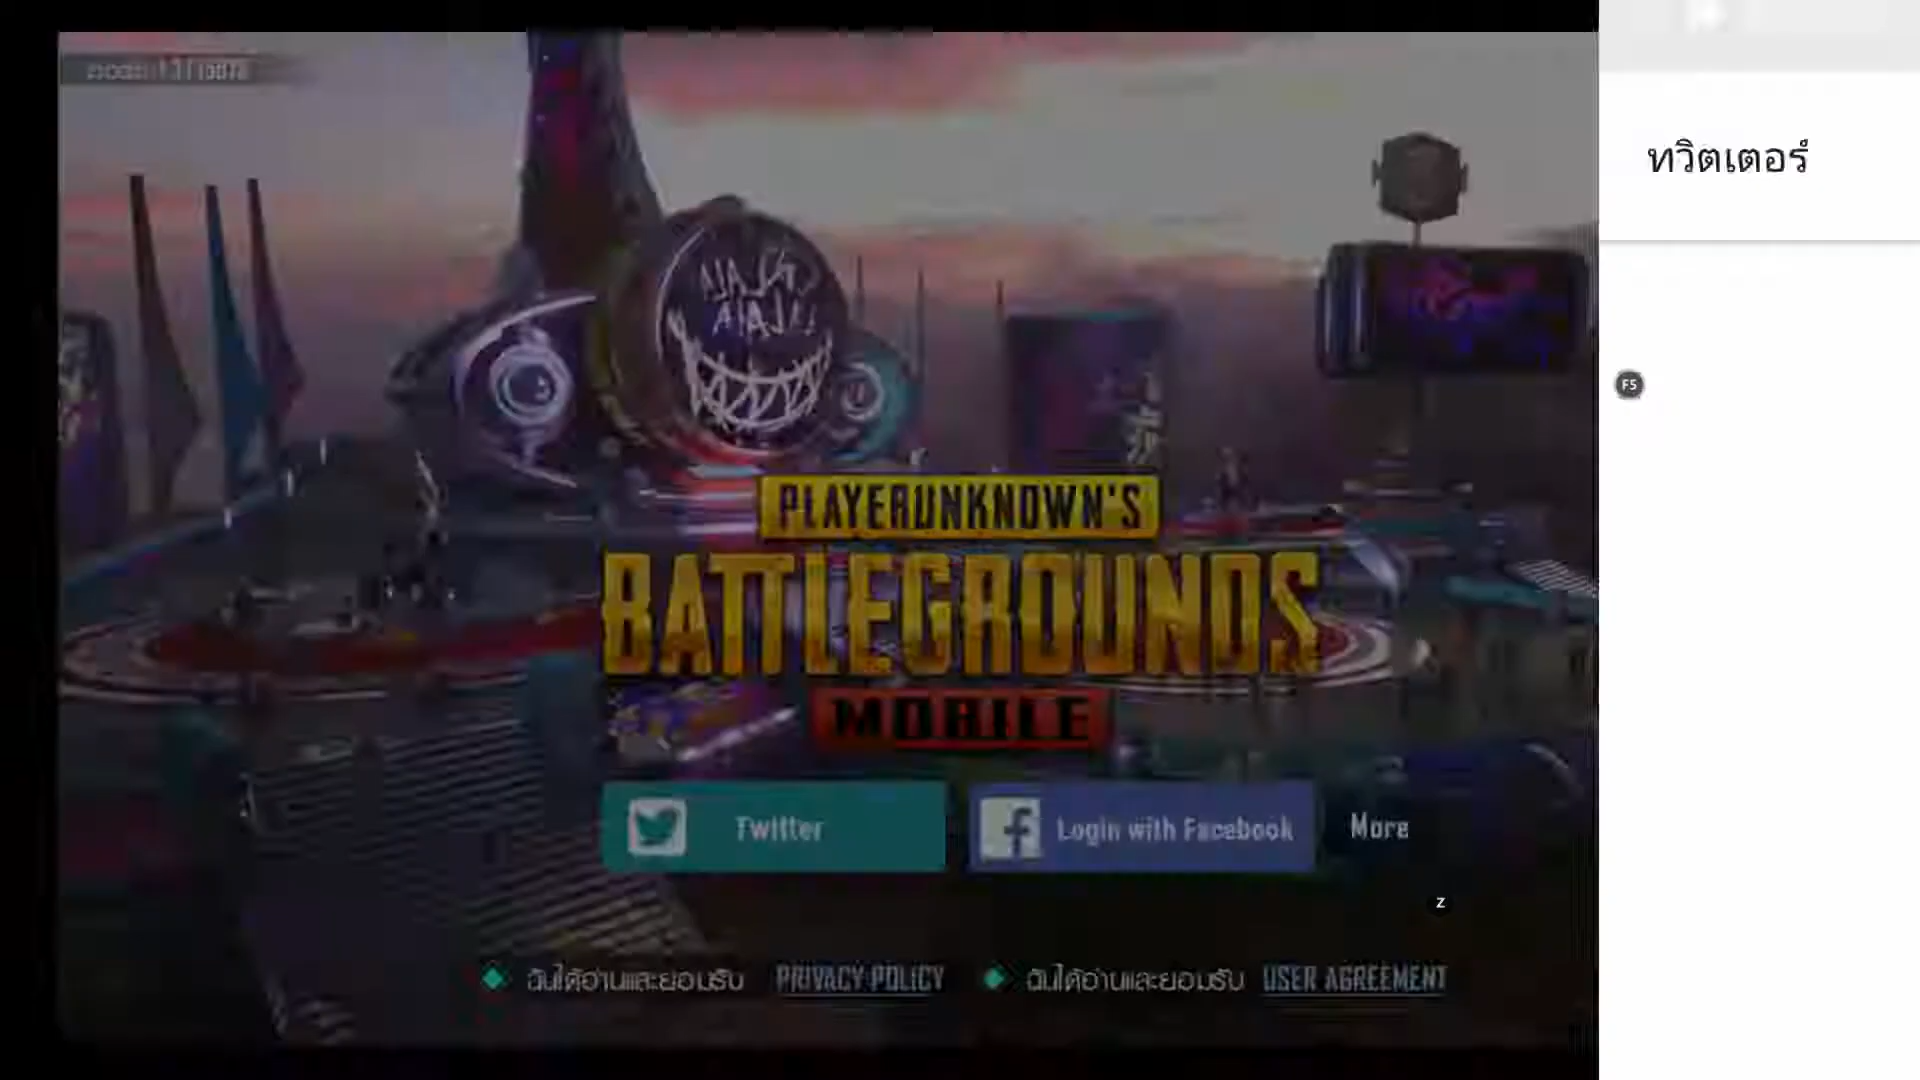 ทวิตเตอร์
F5
PLAYERUNKNOWN'S
BATTLEGROUNDS
MOBILE
Twitter
Login with Facebook
More
Z
ฉันได้อ่านและยอมรับ PRIVACY POLICY ฉันได้อ่านและยอมรับ USER AGREEMENT